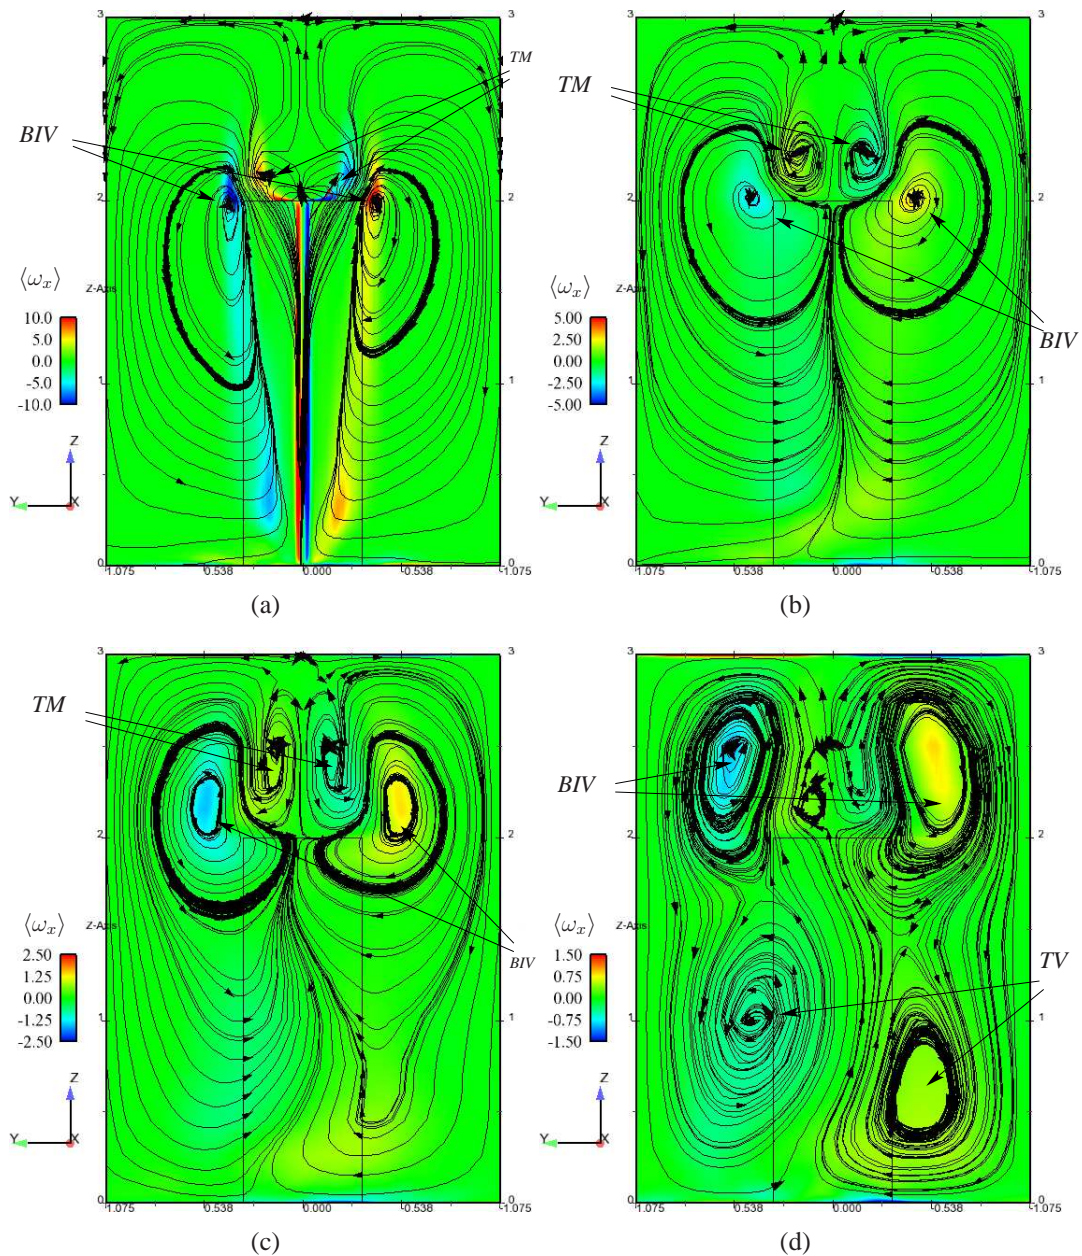 3 3
TM
BIV
2 2
⟨ω_x⟩
Z-Axis
10.0
5.0
0.0
-5.0
-10.0
1 1
Z
Y X
0 0
1.075 0.538 0.000 -0.538 -1.075
(a)
3 3
TM
2 2
⟨ω_x⟩
Z-Axis
BIV
5.00
2.50
0.00
-2.50
-5.00
1 1
Z
Y X
0 0
1.075 0.538 0.000 -0.538 -1.075
(b)
3 3
TM
2 2
⟨ω_x⟩
Z-Axis
BIV
2.50
1.25
0.00
-1.25
-2.50
1 1
Z
Y X
0 0
1.075 0.538 0.000 -0.538 -1.075
(c)
3 3
BIV
2 2
⟨ω_x⟩
Z-Axis
TV
1.50
0.75
0.00
-0.75
-1.50
1 1
Z
Y X
0 0
1.075 0.538 0.000 -0.538 -1.075
(d)